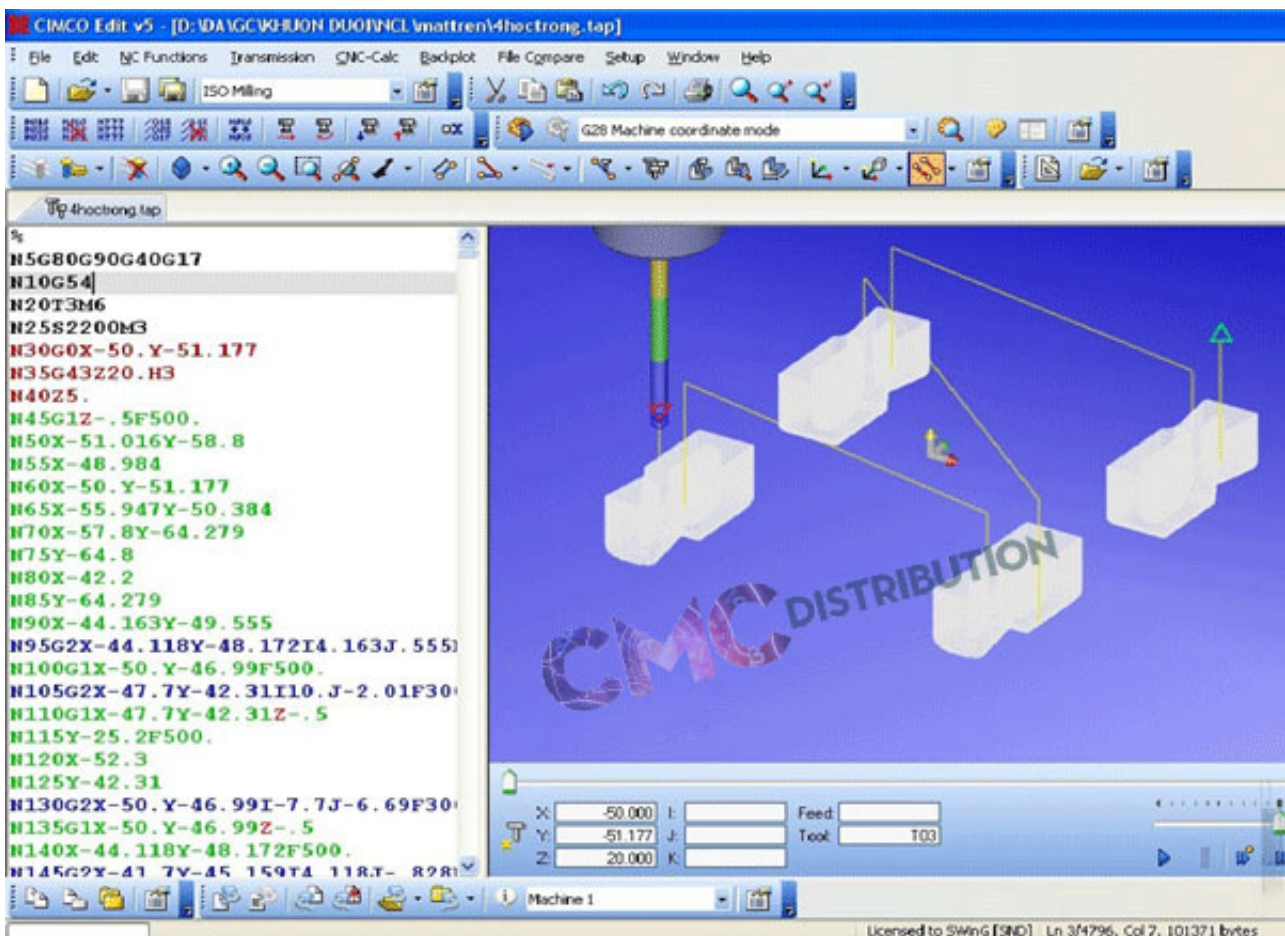 CIMCO Edit v5 - [D:\DA\GC\KHUON DUOI\NCL\mattren\4hoctrong.tap]
File Edit NC Functions Transmission CNC-Calc Backplot File Compare Setup Window Help
ISO Milling
G28 Machine coordinate mode
4hoctrong.tap
%
N5G80G90G40G17
N10G54
N20T3M6
N25S2200M3
N30G0X-50.Y-51.177
N35G43Z20.H3
N40Z5.
N45G1Z-.5F500.
N50X-51.016Y-58.8
N55X-48.984
N60X-50.Y-51.177
N65X-55.947Y-50.384
N70X-57.8Y-64.279
N75Y-64.8
N80X-42.2
N85Y-64.279
N90X-44.163Y-49.555
N95G2X-44.118Y-48.172I4.163J.555
N100G1X-50.Y-46.99F500.
N105G2X-47.7Y-42.31I10.J-2.01F30
N110G1X-47.7Y-42.31Z-.5
N115Y-25.2F500.
N120X-52.3
N125Y-42.31
N130G2X-50.Y-46.99I-7.7J-6.69F30
N135G1X-50.Y-46.99Z-.5
N140X-44.118Y-48.172F500.
N145G2X-41.7Y-45.159I4.118J-.828
CMC DISTRIBUTION
X: -50.000 I: Feed:
Y: -51.177 J: Tool: T03
Z: 20.000 K:
Machine 1
Licensed to SWinG [SND] Ln 3/4796, Col 7, 101371 bytes